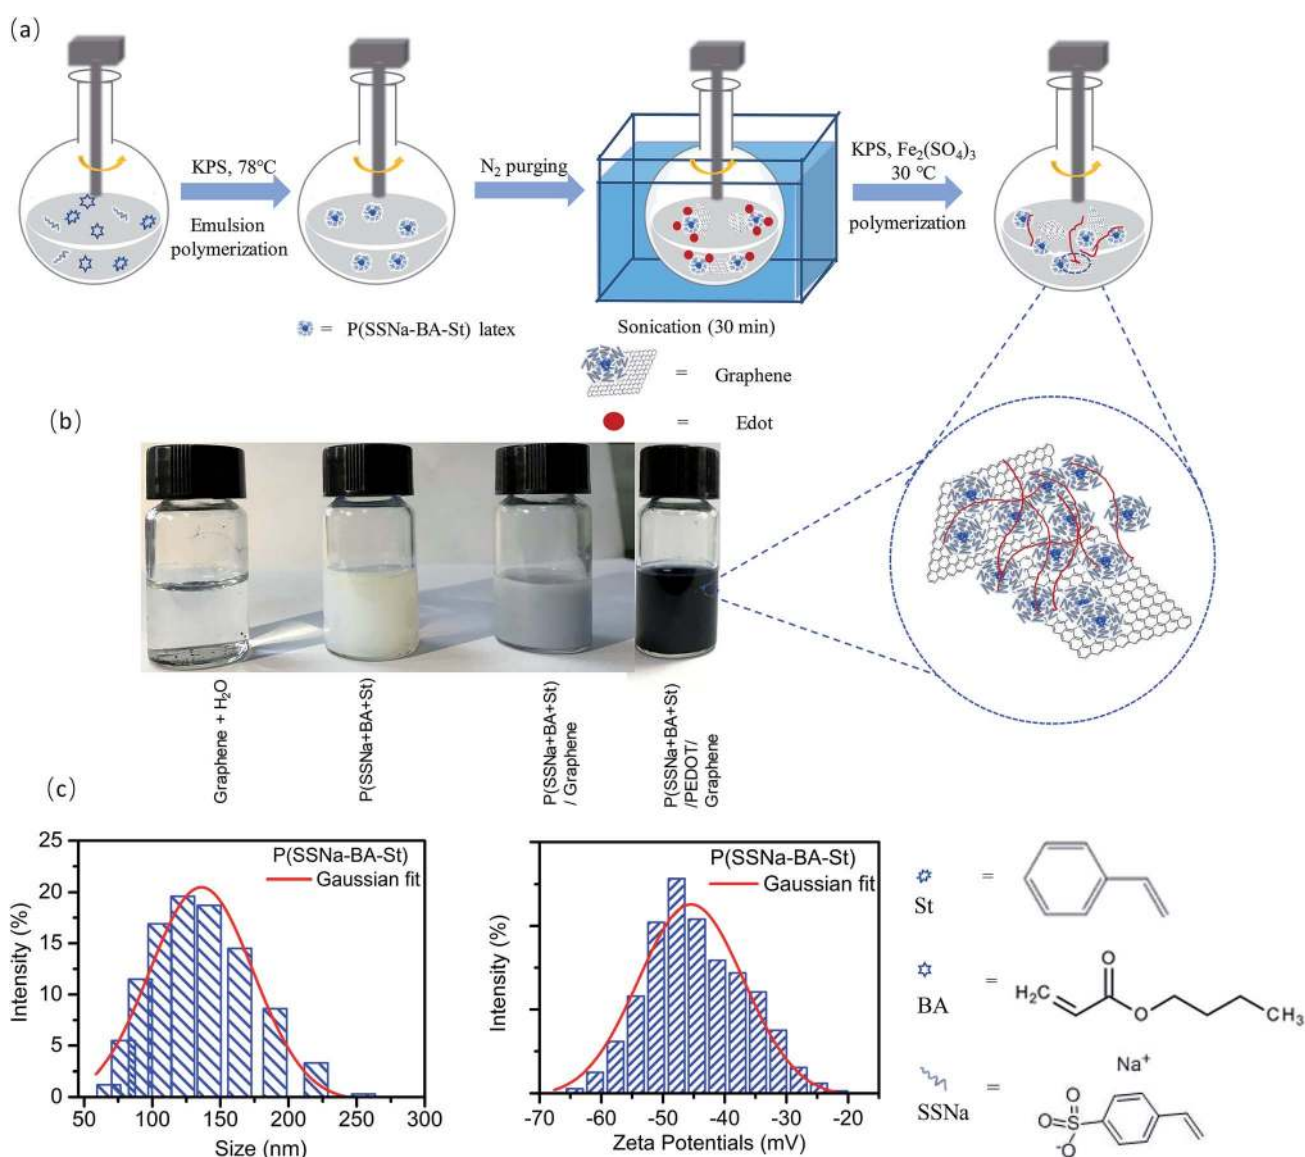 (a)
KPS, 78℃
Emulsion
polymerization
N₂ purging
KPS, Fe₂(SO₄)₃
30 ℃
polymerization
= P(SSNa-BA-St) latex
Sonication (30 min)
= Graphene
= Edot
(b)
Graphene + H₂O
P(SSNa+BA+St)
P(SSNa+BA+St)
/ Graphene
P(SSNa+BA+St)
/PEDOT/
Graphene
(c)
25
20
15
10
5
0
Intensity (%)
P(SSNa-BA-St)
Gaussian fit
50 100 150 200 250 300
Size (nm)
Intensity (%)
P(SSNa-BA-St)
Gaussian fit
-70 -60 -50 -40 -30 -20
Zeta Potentials (mV)
=
St
=
BA
H₂C
O
O
CH₃
=
SSNa
Na⁺
O
S
O
⁻O